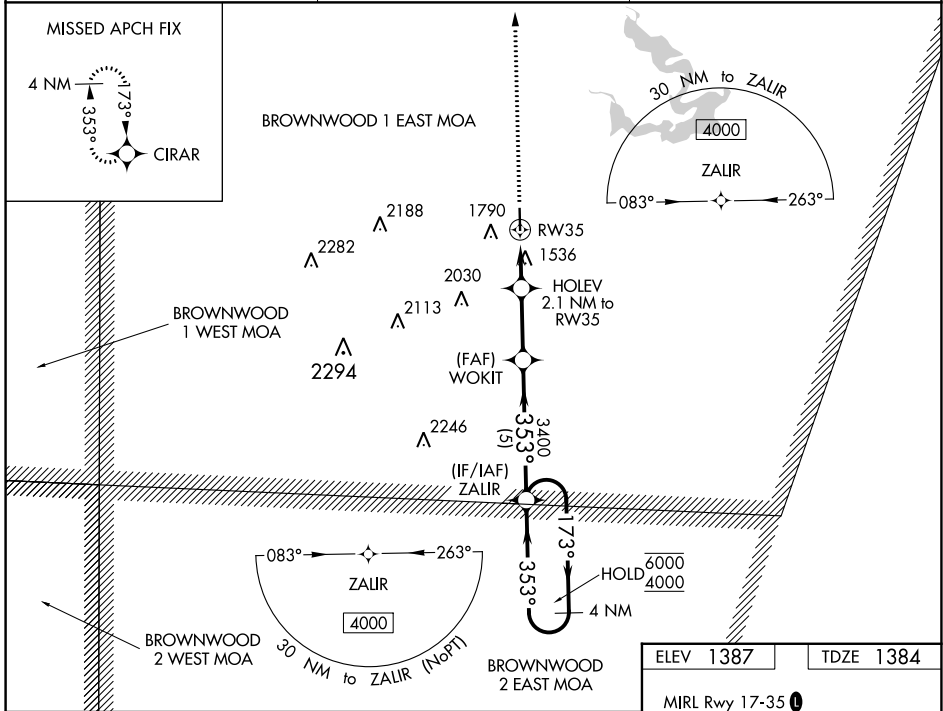 MISSED APCH FIX
4 NM
173°
353°
CIRAR
BROWNWOOD 1 EAST MOA
30 NM to ZALIR
4000
ZALIR
083°
263°
2188
1790
RW35
2282
1536
2030
HOLEV
2.1 NM to
RW35
2113
BROWNWOOD
1 WEST MOA
2294
(FAF)
WOKIT
2246
353°
3400
(5)
(IF/IAF)
ZALIR
173°
353°
HOLD
6000
4000
4 NM
083°
263°
ZALIR
4000
30 NM to ZALIR (NoPT)
BROWNWOOD
2 WEST MOA
BROWNWOOD
2 EAST MOA
ELEV 1387
TDZE 1384
MIRL Rwy 17-35 L